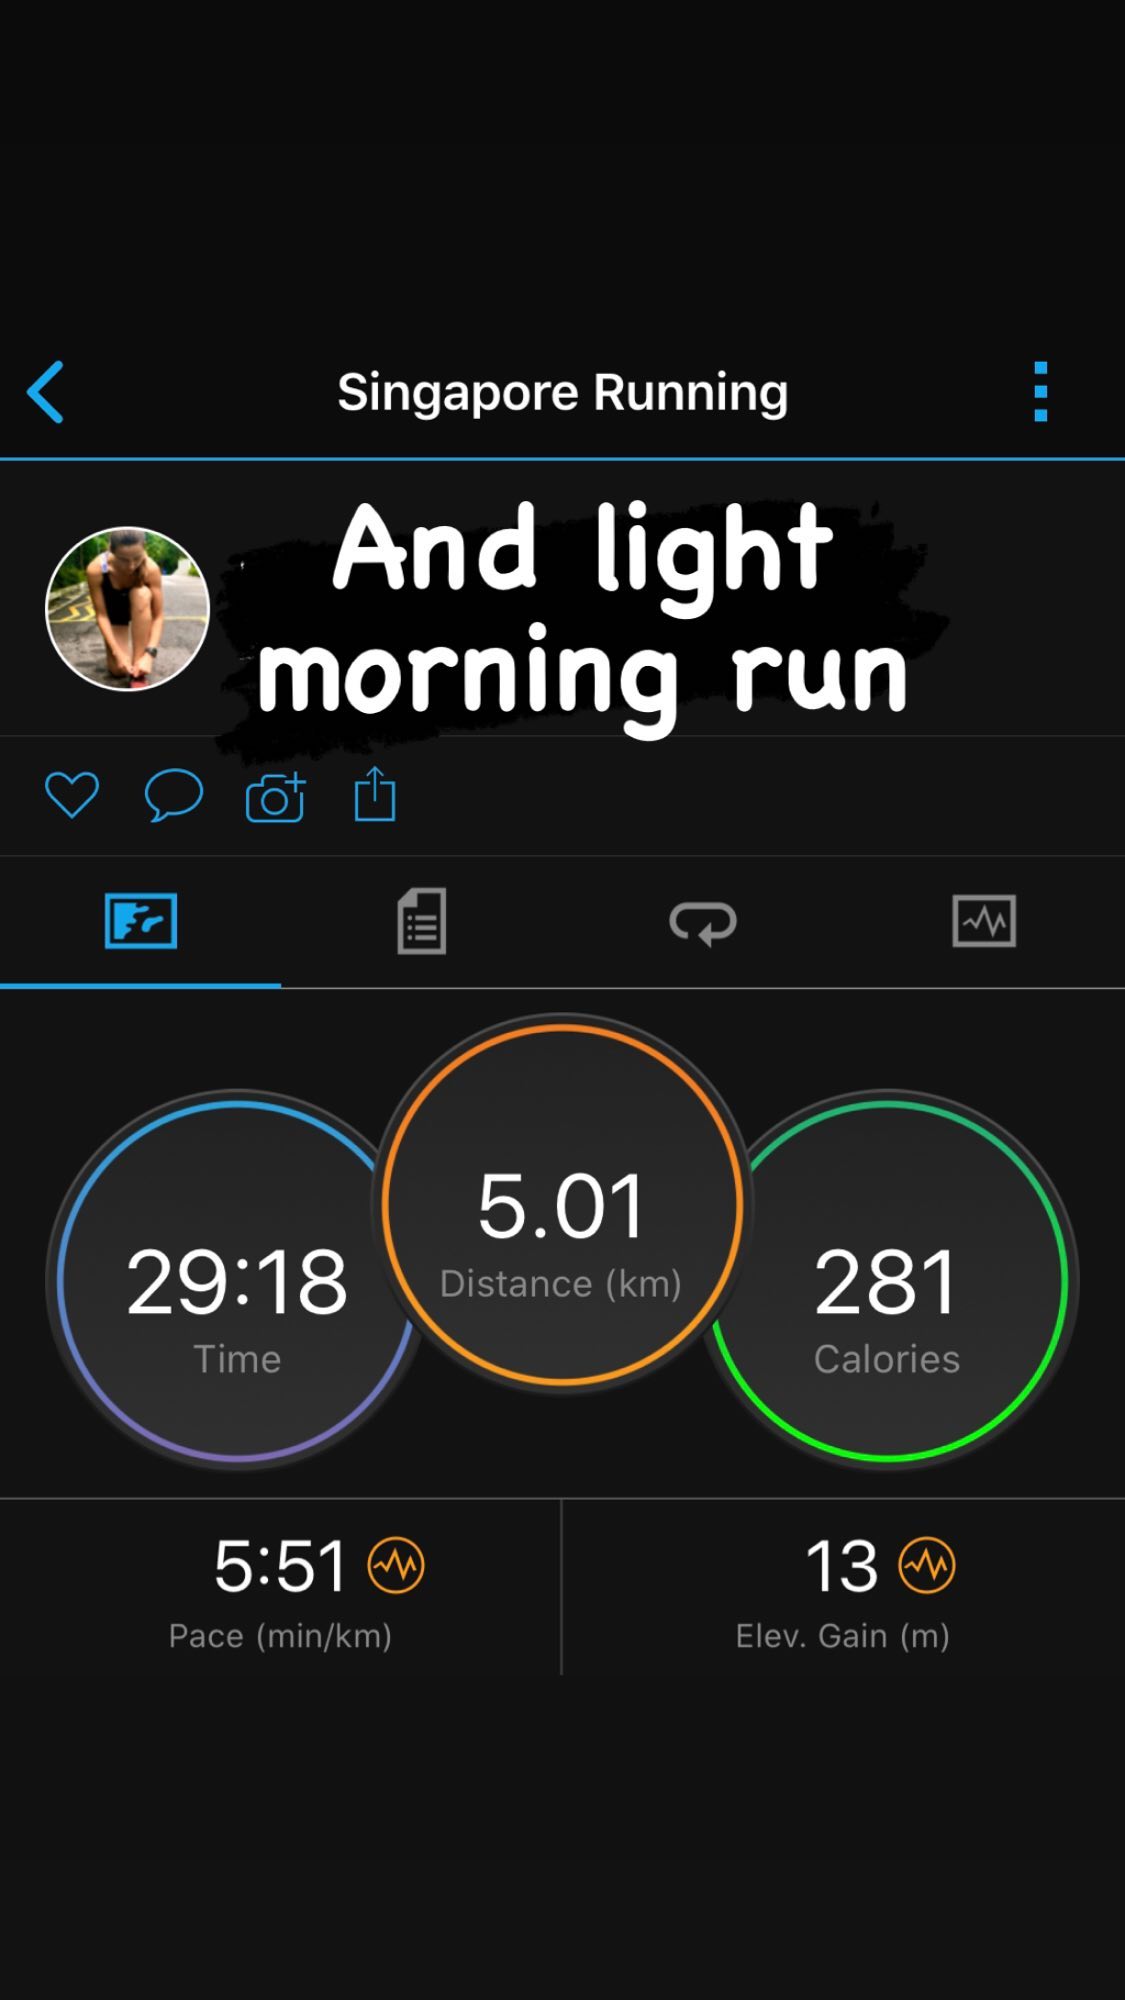 Singapore Running
And light
morning run
5.01
Distance (km)
29:18
Time
281
Calories
5:51
Pace (min/km)
13
Elev. Gain (m)